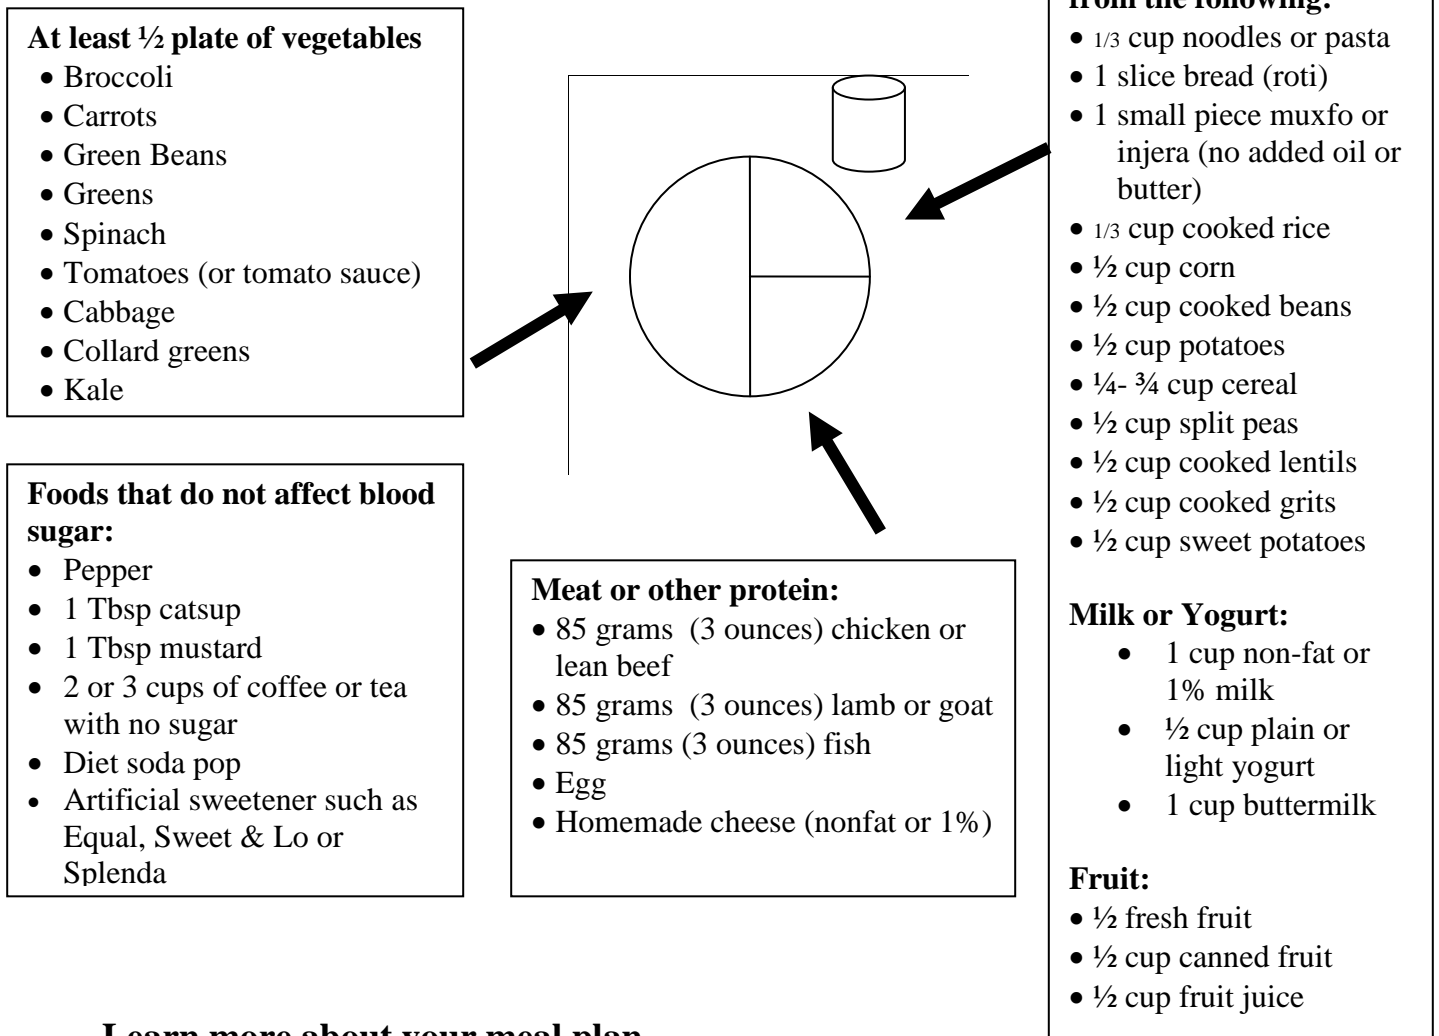 At least ½ plate of vegetables
• Broccoli
• Carrots
• Green Beans
• Greens
• Spinach
• Tomatoes (or tomato sauce)
• Cabbage
• Collard greens
• Kale
Foods that do not affect blood
sugar:
• Pepper
• 1 Tbsp catsup
• 1 Tbsp mustard
• 2 or 3 cups of coffee or tea
with no sugar
• Diet soda pop
• Artificial sweetener such as
Equal, Sweet & Lo or
Splenda
Meat or other protein:
• 85 grams (3 ounces) chicken or
lean beef
• 85 grams (3 ounces) lamb or goat
• 85 grams (3 ounces) fish
• Egg
• Homemade cheese (nonfat or 1%)
from the following:
• 1/3 cup noodles or pasta
• 1 slice bread (roti)
• 1 small piece muxfo or
injera (no added oil or
butter)
• 1/3 cup cooked rice
• ½ cup corn
• ½ cup cooked beans
• ½ cup potatoes
• ¼- ¾ cup cereal
• ½ cup split peas
• ½ cup cooked lentils
• ½ cup cooked grits
• ½ cup sweet potatoes
Milk or Yogurt:
• 1 cup non-fat or
1% milk
• ½ cup plain or
light yogurt
• 1 cup buttermilk
Fruit:
• ½ fresh fruit
• ½ cup canned fruit
• ½ cup fruit juice
Learn more about your meal plan